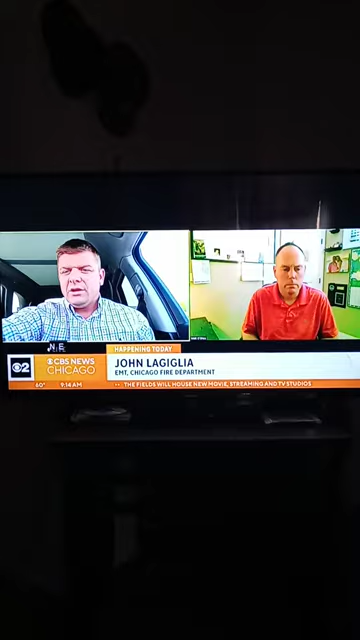 HAPPENING TODAY
2 CBS NEWS
CHICAGO
JOHN LAGIGLIA
EMT, CHICAGO FIRE DEPARTMENT
60° 9:14 AM
THE FIELDS WILL HOUSE NEW MOVIE, STREAMING AND TV STUDIOS